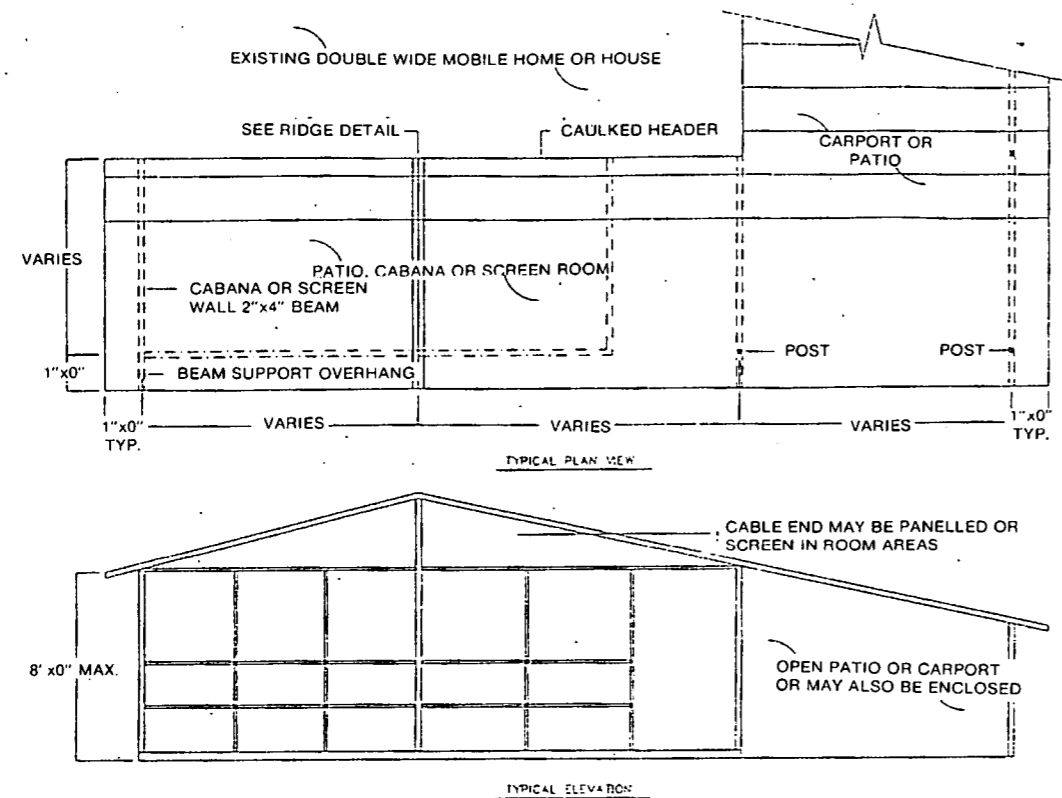 EXISTING DOUBLE WIDE MOBILE HOME OR HOUSE
SEE RIDGE DETAIL
CAULKED HEADER
CARPORT OR
PATIO
VARIES
PATIO, CABANA OR SCREEN ROOM
CABANA OR SCREEN
WALL 2"x4" BEAM
POST
POST
1"x0"
BEAM SUPPORT OVERHANG
1"x0"
TYP.
VARIES
VARIES
VARIES
1"x0"
TYP.
TYPICAL PLAN VIEW
CABLE END MAY BE PANELLED OR
SCREEN IN ROOM AREAS
8' x0" MAX.
OPEN PATIO OR CARPORT
OR MAY ALSO BE ENCLOSED
TYPICAL ELEVATION